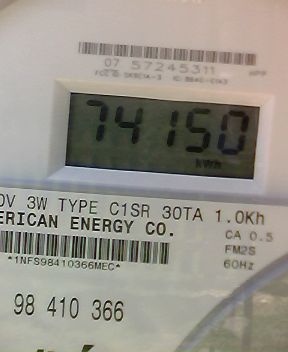 07 57245311
74150
kWh
0V 3W TYPE C1SR 30TA 1.0Kh
ERICAN ENERGY CO.
CA 0.5
FM2S
*1NFS98410366MEC*
60Hz
98 410 366